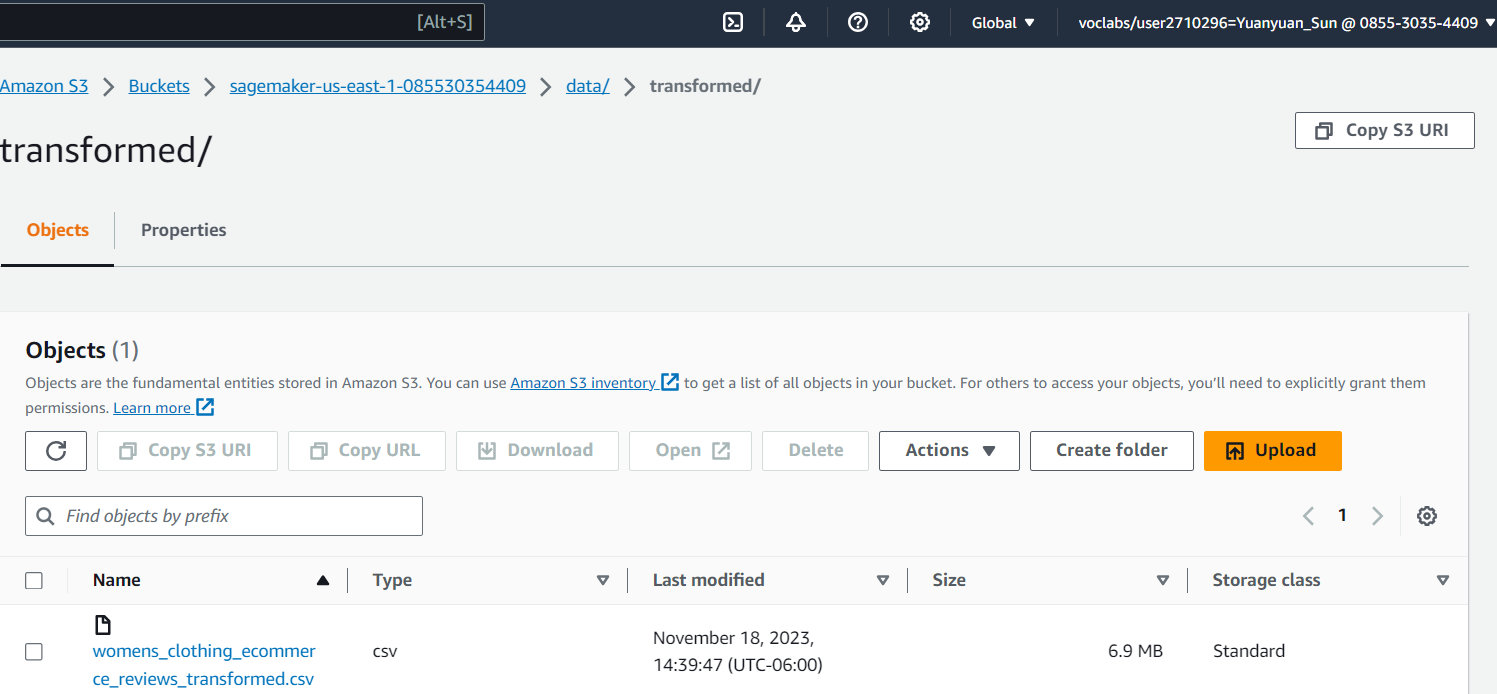 [Alt+S] Global voclabs/user2710296=Yuanyuan_Sun @ 0855-3035-4409
Amazon S3 Buckets sagemaker-us-east-1-085530354409 data/ transformed/
transformed/
Copy S3 URI
Objects Properties
Objects (1)
Objects are the fundamental entities stored in Amazon S3. You can use Amazon S3 inventory to get a list of all objects in your bucket. For others to access your objects, you'll need to explicitly grant them
permissions. Learn more
Copy S3 URI Copy URL Download Open Delete Actions Create folder Upload
Find objects by prefix 1
Name Type Last modified Size Storage class
womens_clothing_ecommer
ce_reviews_transformed.csv
csv
November 18, 2023,
14:39:47 (UTC-06:00)
6.9 MB
Standard